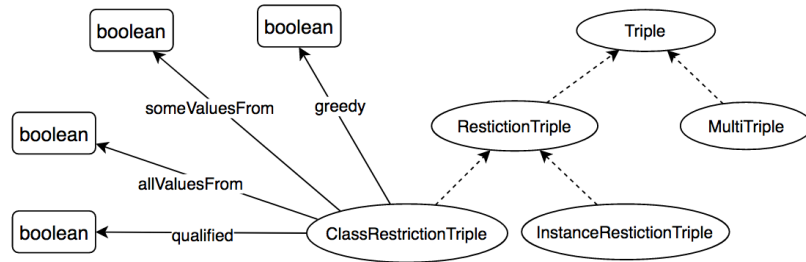 boolean
boolean
Triple
someValuesFrom
greedy
boolean
RestictionTriple
MultiTriple
allValuesFrom
boolean
qualified
ClassRestrictionTriple
InstanceRestictionTriple